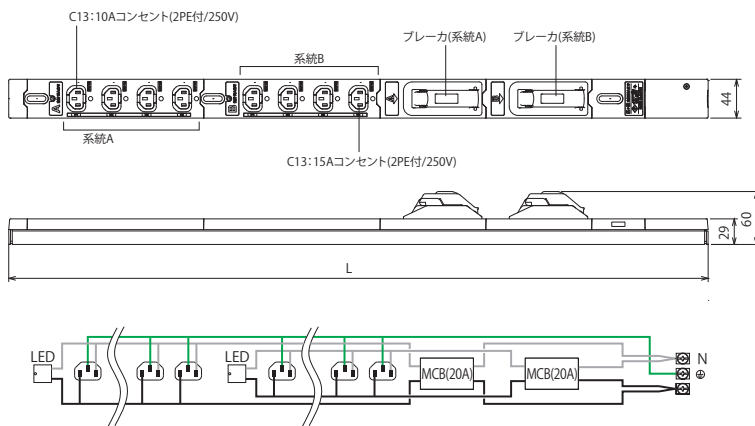 C13:10Aコンセント(2PE付/250V)
ブレーカ(系統A)
ブレーカ(系統B)
系統B
系統A
C13:15Aコンセント(2PE付/250V)
A
B
44
60
29
L
LED
LED
MCB(20A)
MCB(20A)
N